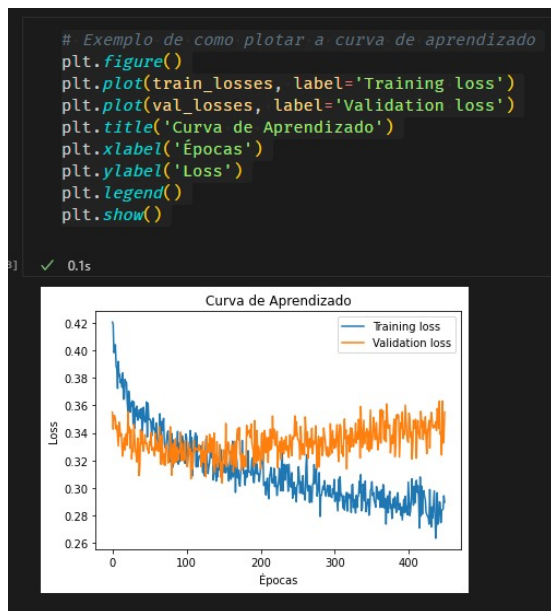 # Exemplo de como plotar a curva de aprendizado
plt.figure()
plt.plot(train_losses, label='Training loss')
plt.plot(val_losses, label='Validation loss')
plt.title('Curva de Aprendizado')
plt.xlabel('Épocas')
plt.ylabel('Loss')
plt.legend()
plt.show()
3]
✓ 0.1s
Curva de Aprendizado
Training loss
Validation loss
0.42
0.40
0.38
0.36
0.34
0.32
0.30
0.28
0.26
Loss
0 100 200 300 400
Épocas